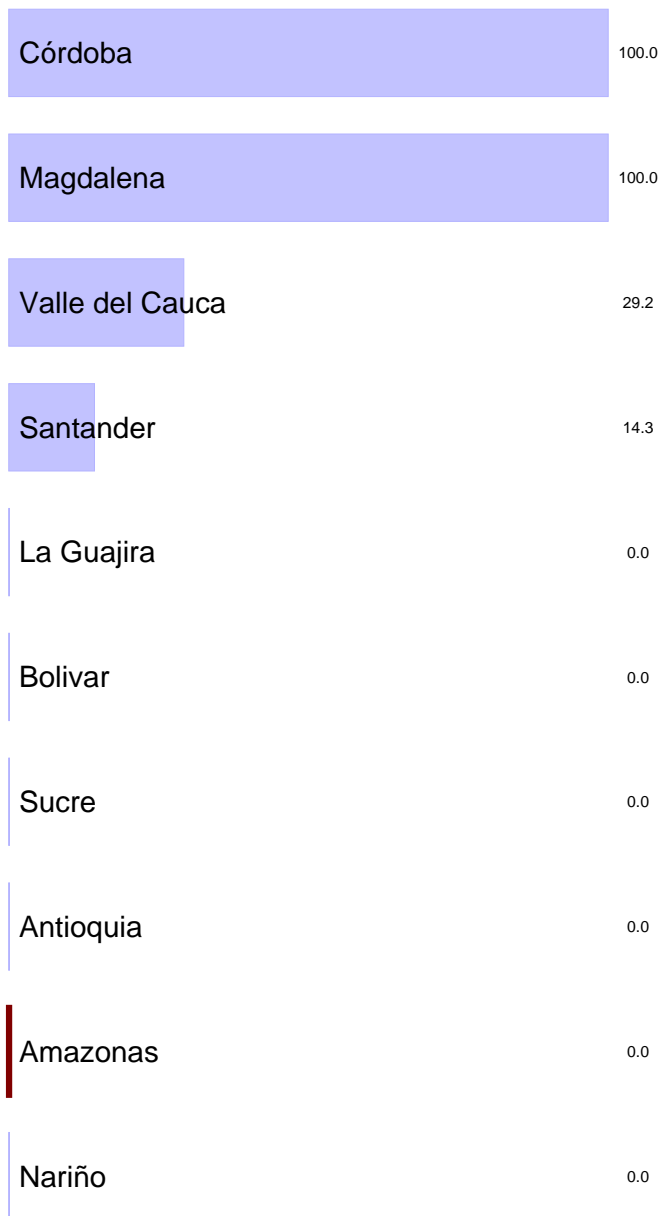 Córdoba 100.0
Magdalena 100.0
Valle del Cauca 29.2
Santander 14.3
La Guajira 0.0
Bolivar 0.0
Sucre 0.0
Antioquia 0.0
Amazonas 0.0
Nariño 0.0